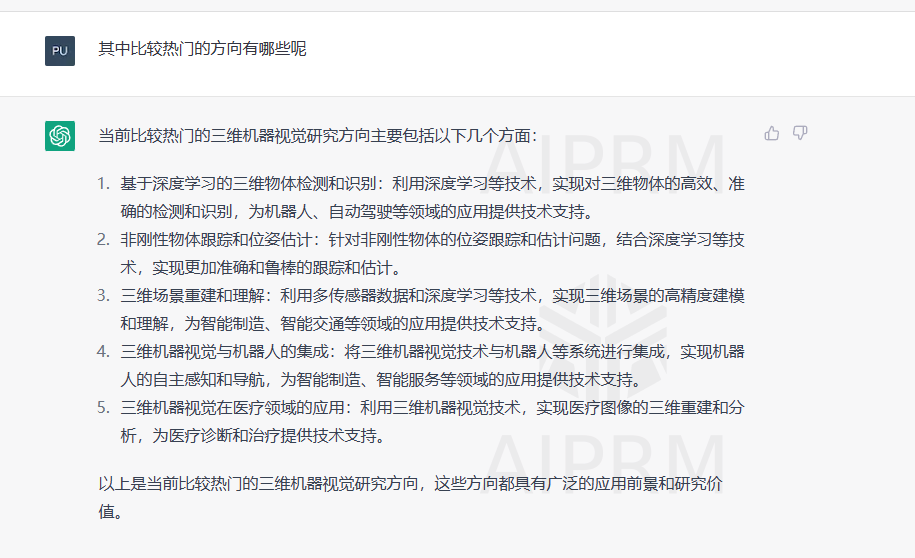 PU
其中比较热门的方向有哪些呢
当前比较热门的三维机器视觉研究方向主要包括以下几个方面：
1. 基于深度学习的三维物体检测和识别：利用深度学习等技术，实现对三维物体的高效、准
确的检测和识别，为机器人、自动驾驶等领域的应用提供技术支持。
2. 非刚性物体跟踪和位姿估计：针对非刚性物体的位姿跟踪和估计问题，结合深度学习等技
术，实现更加准确和鲁棒的跟踪和估计。
3. 三维场景重建和理解：利用多传感器数据和深度学习等技术，实现三维场景的高精度建模
和理解，为智能制造、智能交通等领域的应用提供技术支持。
4. 三维机器视觉与机器人的集成：将三维机器视觉技术与机器人等系统进行集成，实现机器
人的自主感知和导航，为智能制造、智能服务等领域的应用提供技术支持。
5. 三维机器视觉在医疗领域的应用：利用三维机器视觉技术，实现医疗图像的三维重建和分
析，为医疗诊断和治疗提供技术支持。
以上是当前比较热门的三维机器视觉研究方向，这些方向都具有广泛的应用前景和研究价
值。
AIPRM
AIPRM